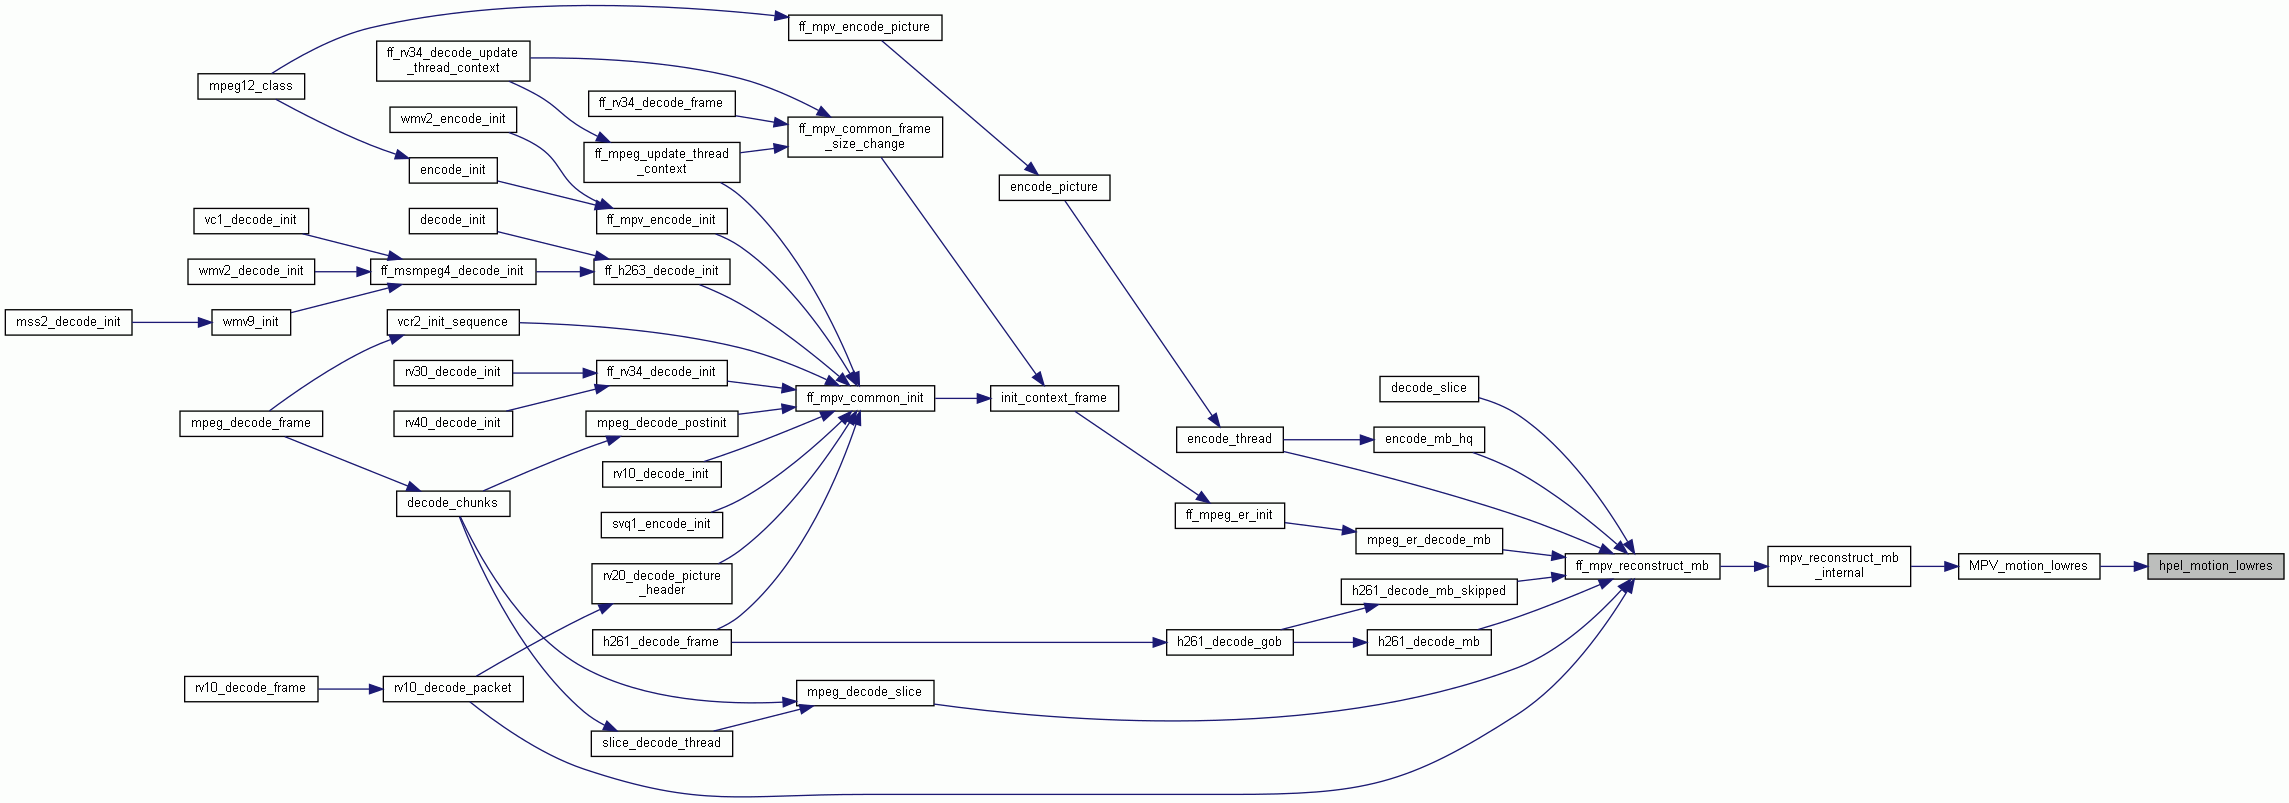 ff_mpv_encode_picture
ff_rv34_decode_update
_thread_context
mpeg12_class
ff_rv34_decode_frame
wmv2_encode_init
ff_mpv_common_frame
_size_change
ff_mpeg_update_thread
_context
encode_init
encode_picture
vc1_decode_init
decode_init
ff_mpv_encode_init
wmv2_decode_init
ff_msmpeg4_decode_init
ff_h263_decode_init
mss2_decode_init
wmv9_init
vcr2_init_sequence
rv30_decode_init
ff_rv34_decode_init
decode_slice
ff_mpv_common_init
init_context_frame
mpeg_decode_frame
rv40_decode_init
mpeg_decode_postinit
encode_thread
encode_mb_hq
rv10_decode_init
decode_chunks
svq1_encode_init
ff_mpeg_er_init
mpeg_er_decode_mb
rv20_decode_picture
_header
h261_decode_mb_skipped
ff_mpv_reconstruct_mb
mpv_reconstruct_mb
_internal
MPV_motion_lowres
hpel_motion_lowres
h261_decode_frame
h261_decode_gob
h261_decode_mb
rv10_decode_frame
rv10_decode_packet
mpeg_decode_slice
slice_decode_thread